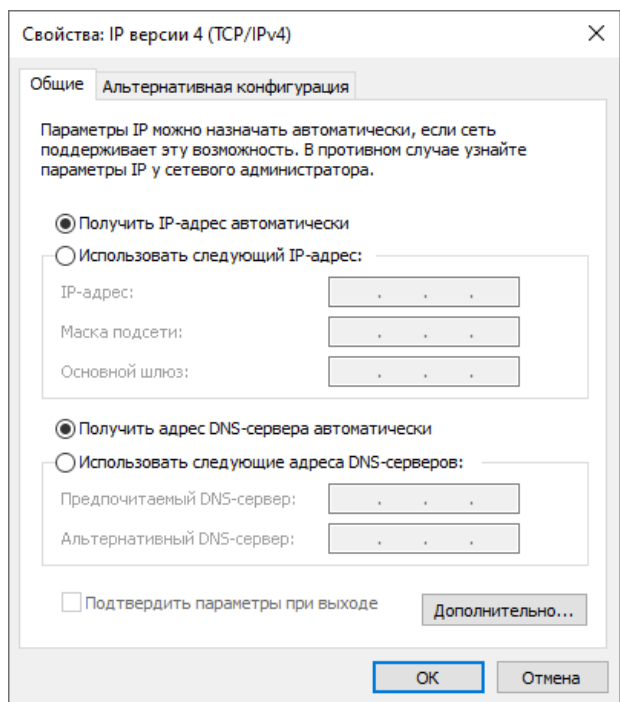 Свойства: IP версии 4 (TCP/IPv4)
Общие
Альтернативная конфигурация
Параметры IP можно назначать автоматически, если сеть
поддерживает эту возможность. В противном случае узнайте
параметры IP у сетевого администратора.
Получить IP-адрес автоматически
Использовать следующий IP-адрес:
IP-адрес:
Маска подсети:
Основной шлюз:
Получить адрес DNS-сервера автоматически
Использовать следующие адреса DNS-серверов:
Предпочитаемый DNS-сервер:
Альтернативный DNS-сервер:
Подтвердить параметры при выходе
Дополнительно...
ОК
Отмена